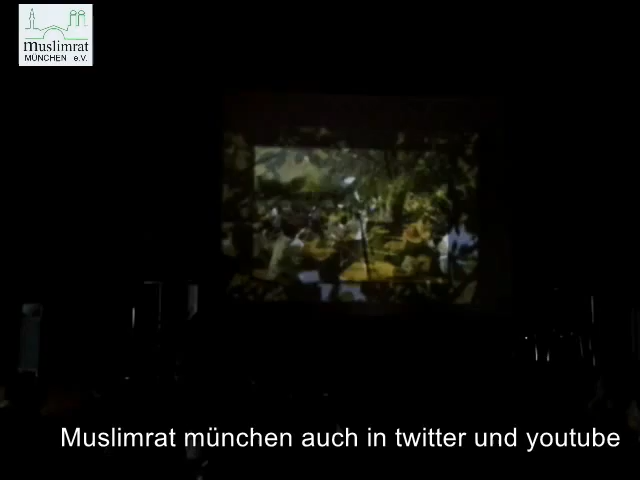 muslimrat
MÜNCHEN e.V.
Muslimrat münchen auch in twitter und youtube